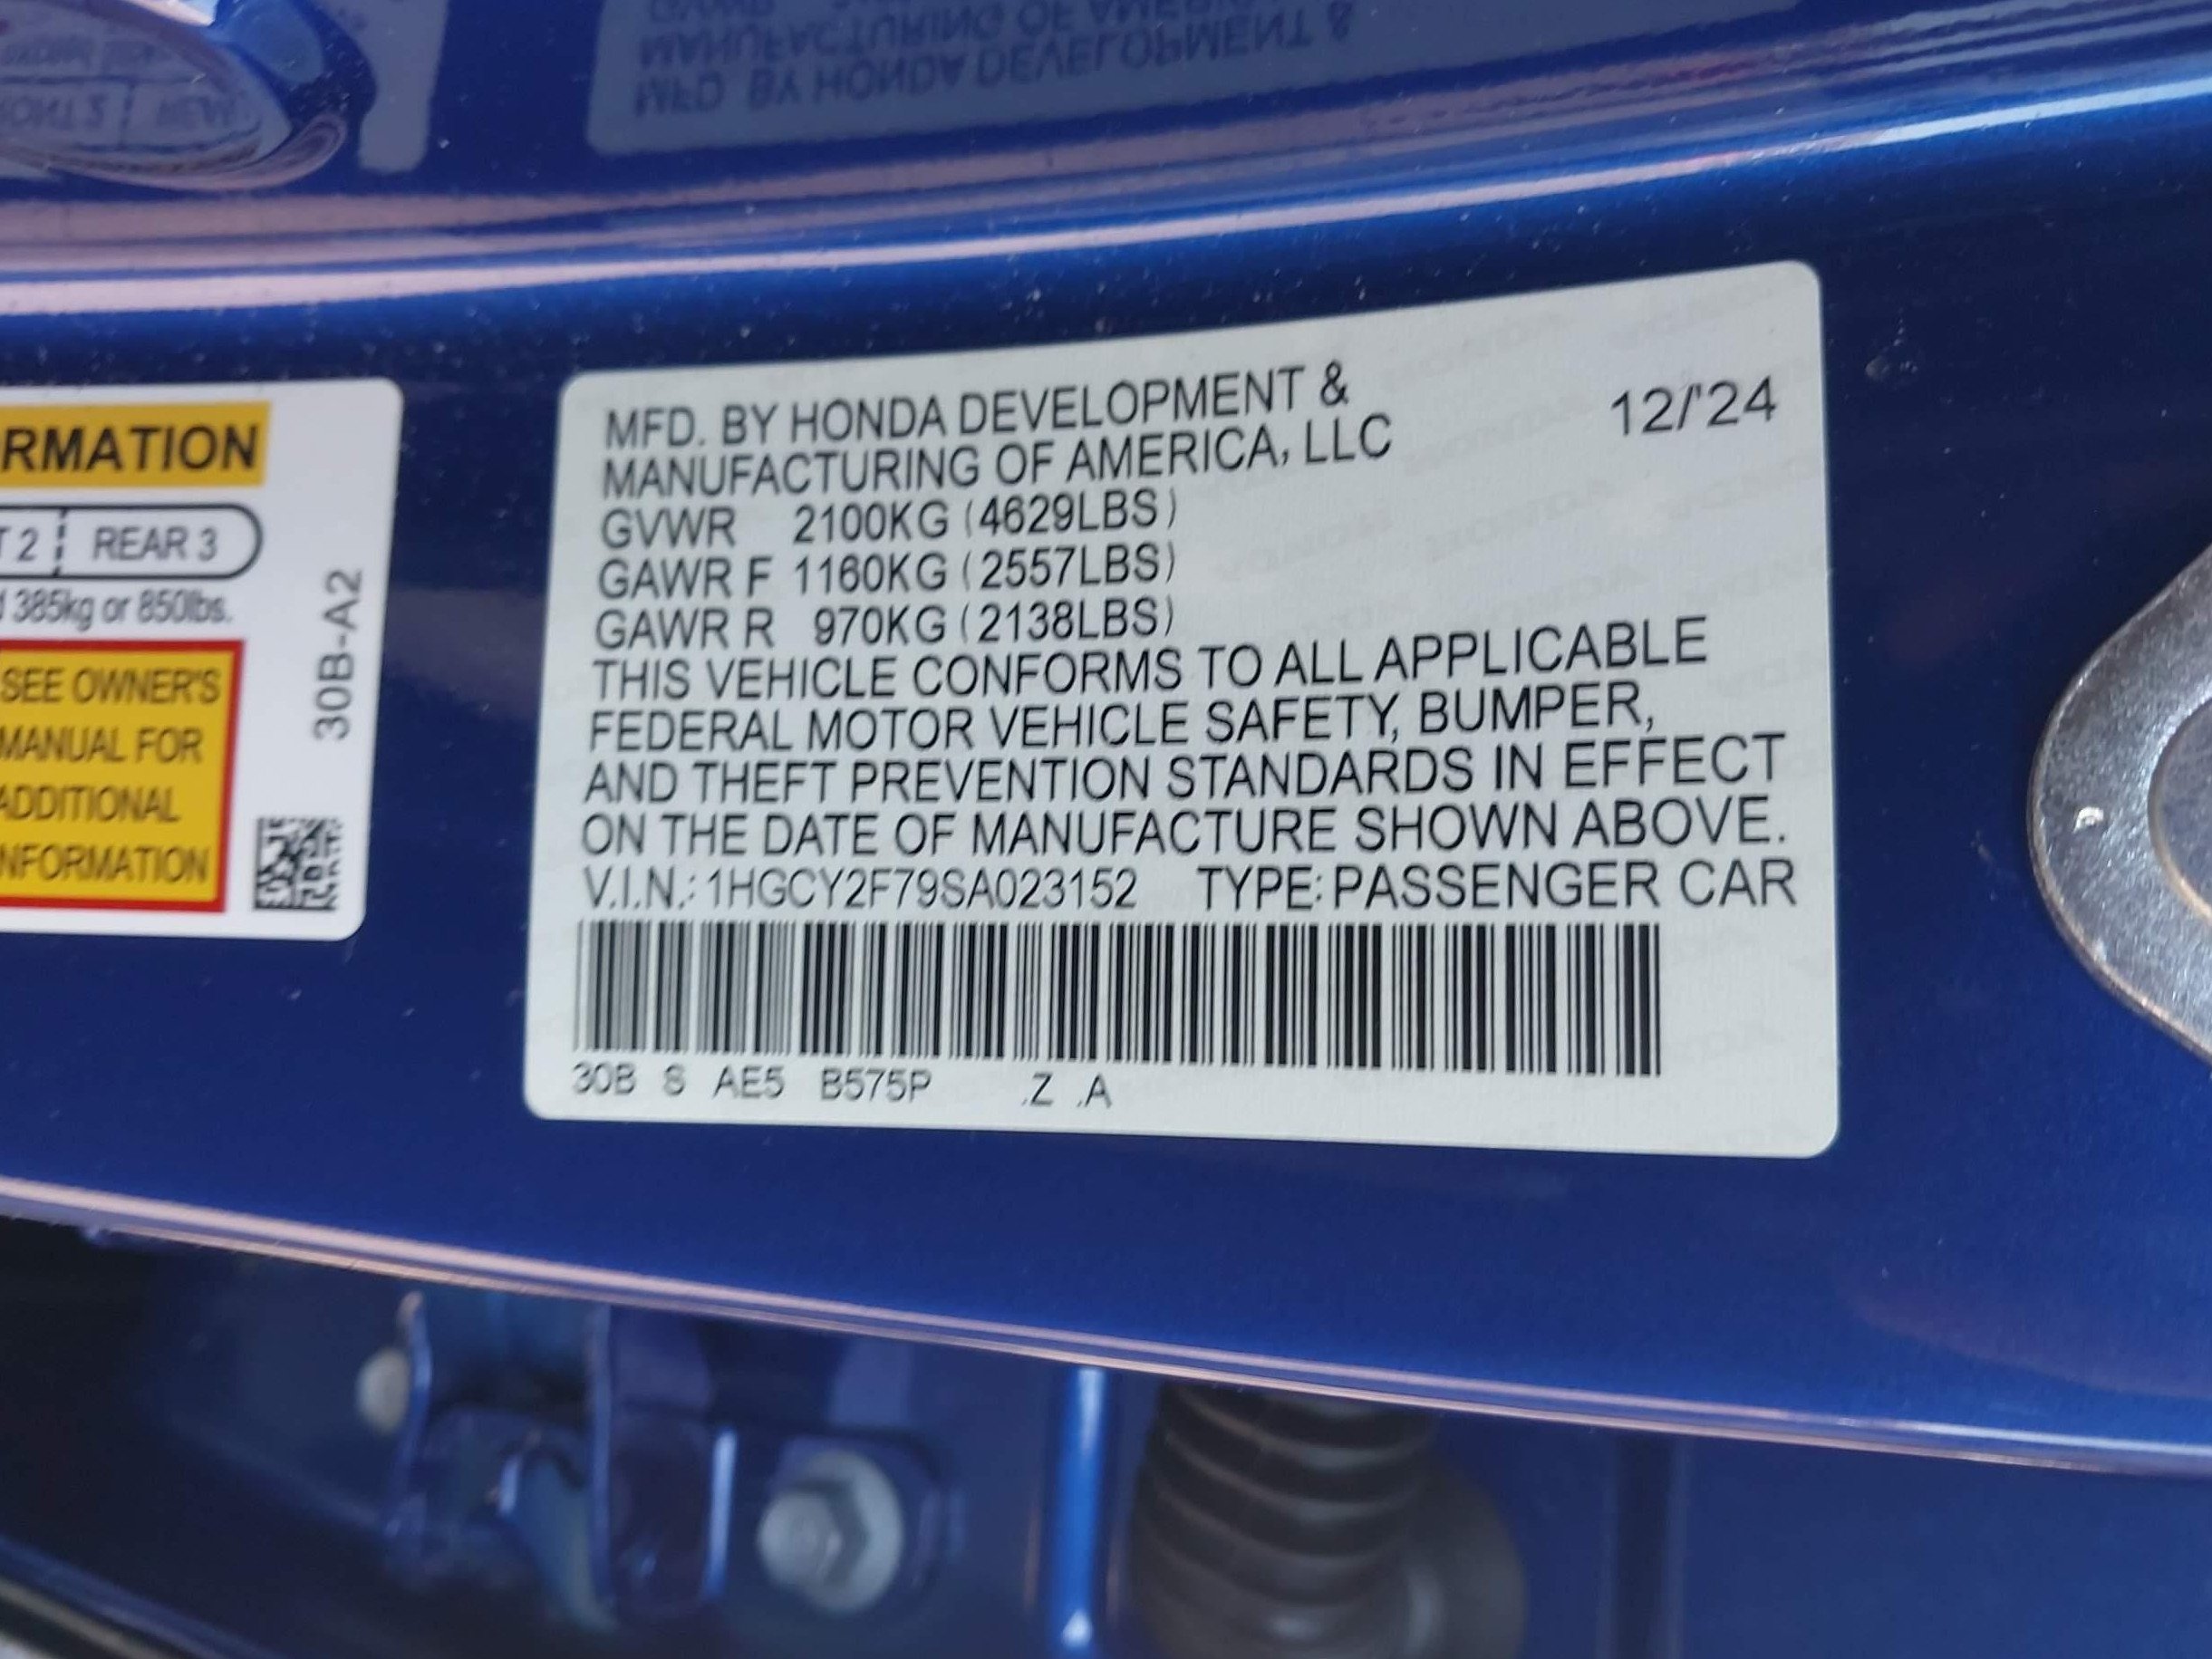 RMATION
T 2 | REAR 3
385kg or 850lbs.
SEE OWNER'S
MANUAL FOR
ADDITIONAL
NFORMATION
30B-A2
MFD. BY HONDA DEVELOPMENT &
MANUFACTURING OF AMERICA, LLC
12/'24
GVWR 2100KG (4629LBS)
GAWR F 1160KG (2557LBS)
GAWR R 970KG (2138LBS)
THIS VEHICLE CONFORMS TO ALL APPLICABLE
FEDERAL MOTOR VEHICLE SAFETY, BUMPER,
AND THEFT PREVENTION STANDARDS IN EFFECT
ON THE DATE OF MANUFACTURE SHOWN ABOVE.
V.I.N.: 1HGCY2F79SA023152 TYPE: PASSENGER CAR
30B S AE5 B575P .Z .A